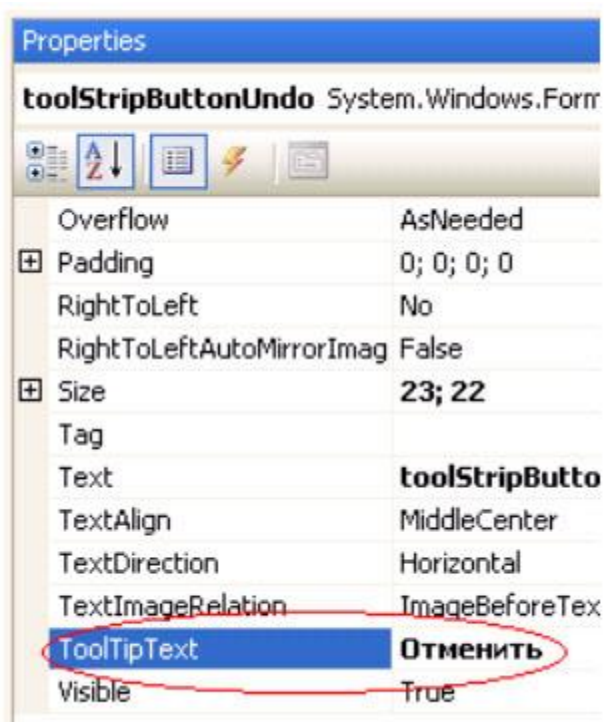 Properties
toolStripButtonUndo System.Windows.Form
Overflow AsNeeded
Padding 0; 0; 0; 0
RightToLeft No
RightToLeftAutoMirrorImag False
Size 23; 22
Tag
Text toolStripButto
TextAlign MiddleCenter
TextDirection Horizontal
TextImageRelation ImageBeforeTex
ToolTipText Отменить
Visible True